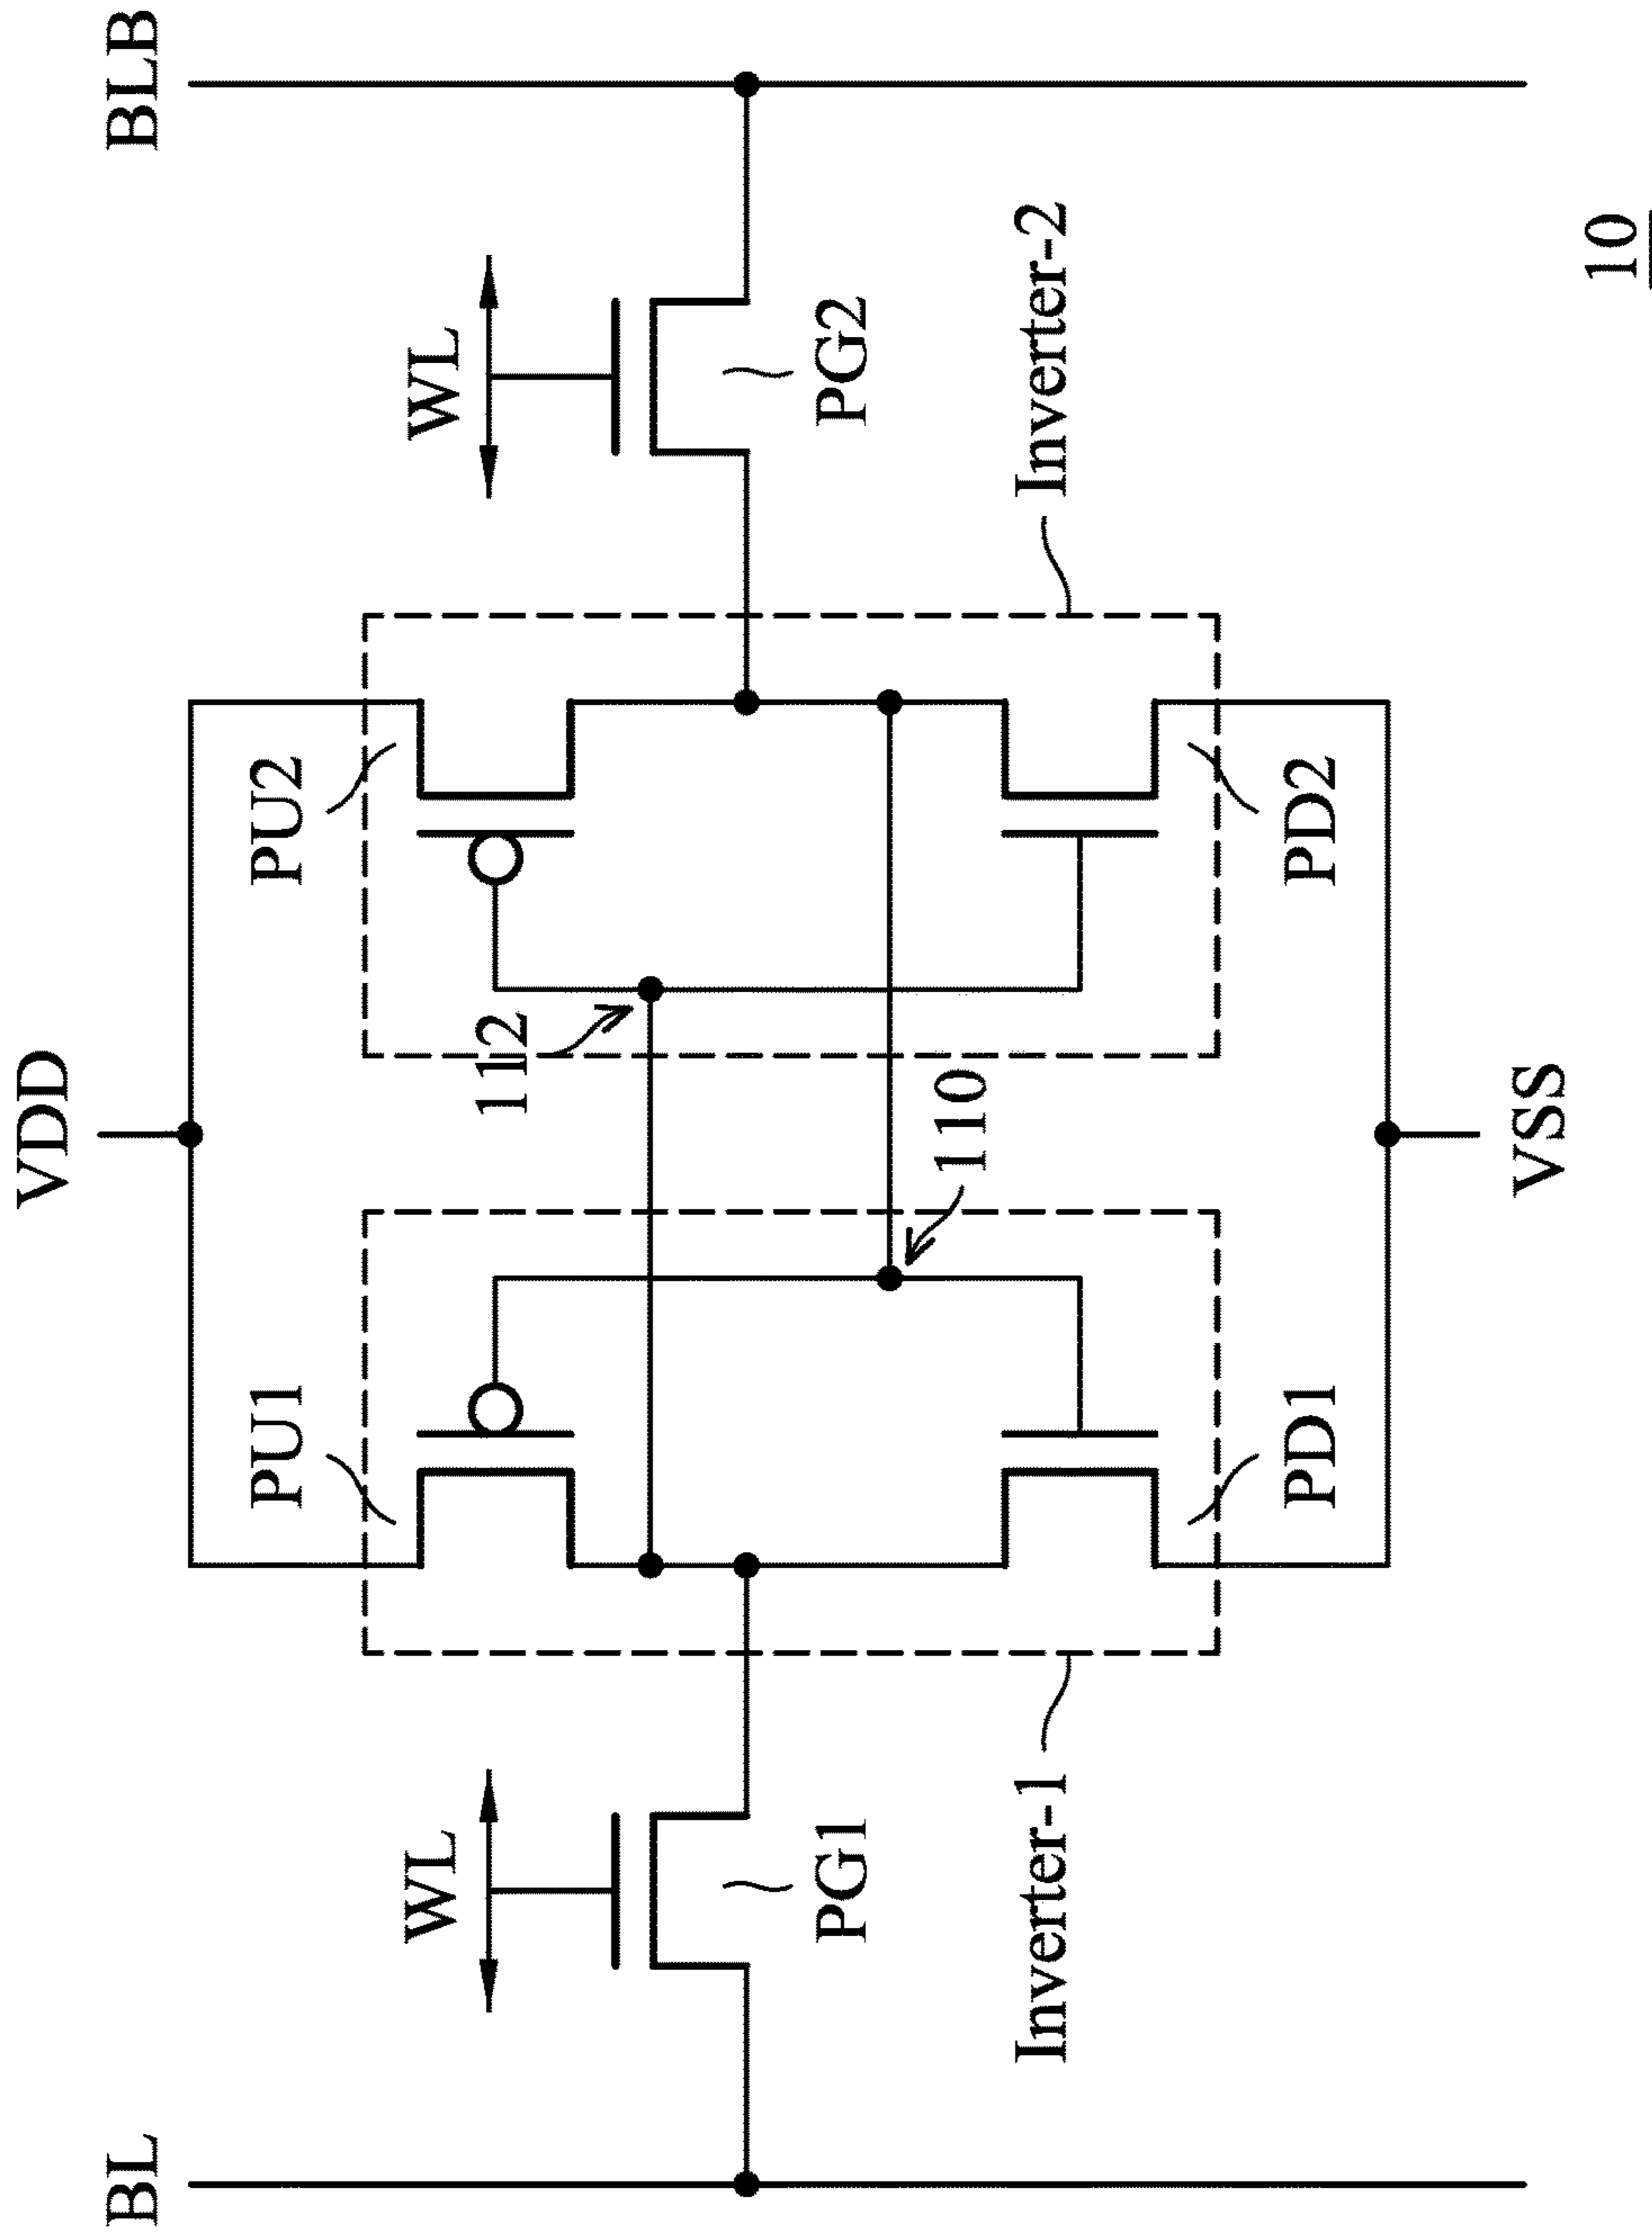 VDD
BL
BLB
PU1
PU2
WL
WL
112
PG1
PG2
110
Inverter-1
Inverter-2
PD1
PD2
VSS
10